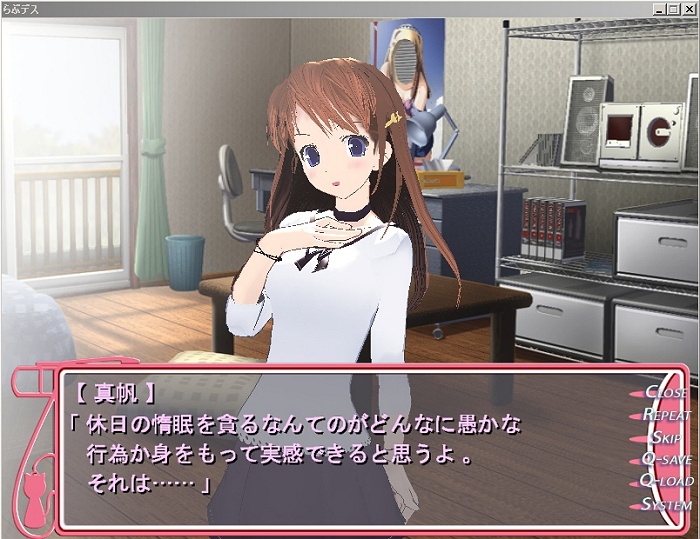 らぶデス
【 真帆 】
「 休日の惰眠を貪るなんてのがどんなに愚かな
行為か身をもって実感できると思うよ 。
それは…… 」
CLOSE
REPEAT
SKIP
Q-SAVE
Q-LOAD
SYSTEM